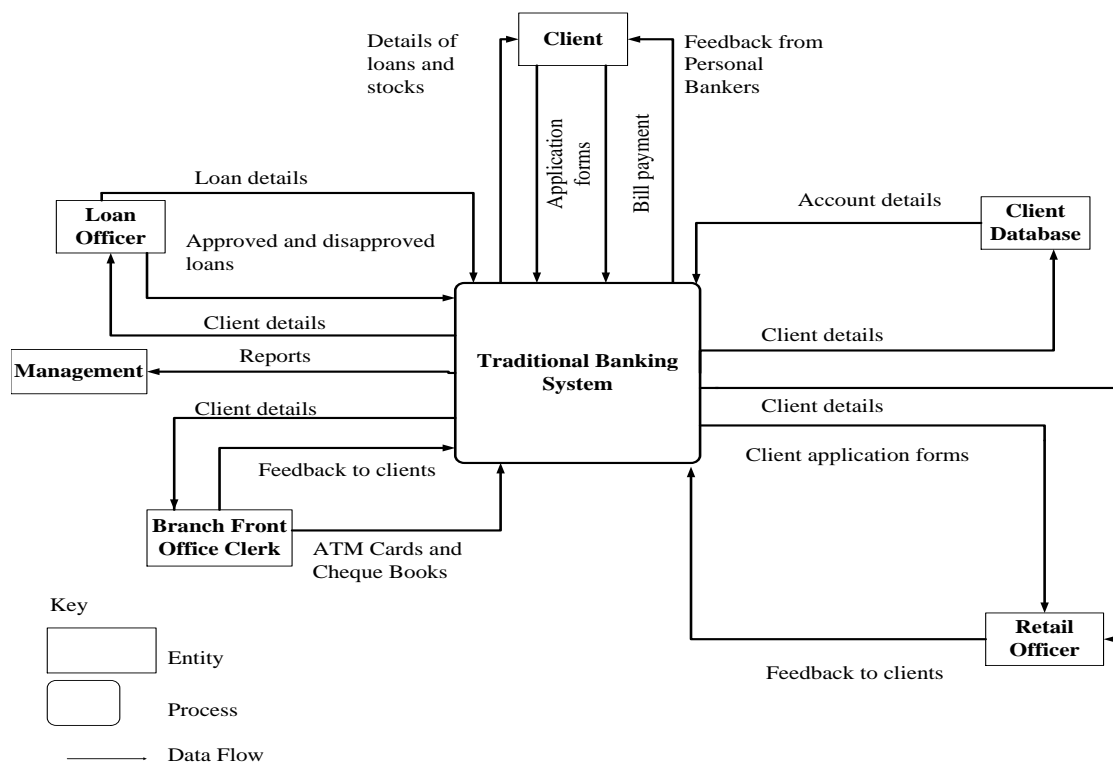 Details of
loans and
stocks
Client
Feedback from
Personal
Bankers
Application
forms
Bill payment
Loan details
Loan
Officer
Approved and disapproved
loans
Account details
Client
Database
Client details
Client details
Reports
Management
Traditional Banking
System
Client details
Client details
Feedback to clients
Client application forms
Branch Front
Office Clerk
ATM Cards and
Cheque Books
Retail
Officer
Feedback to clients
Key
Entity
Process
Data Flow